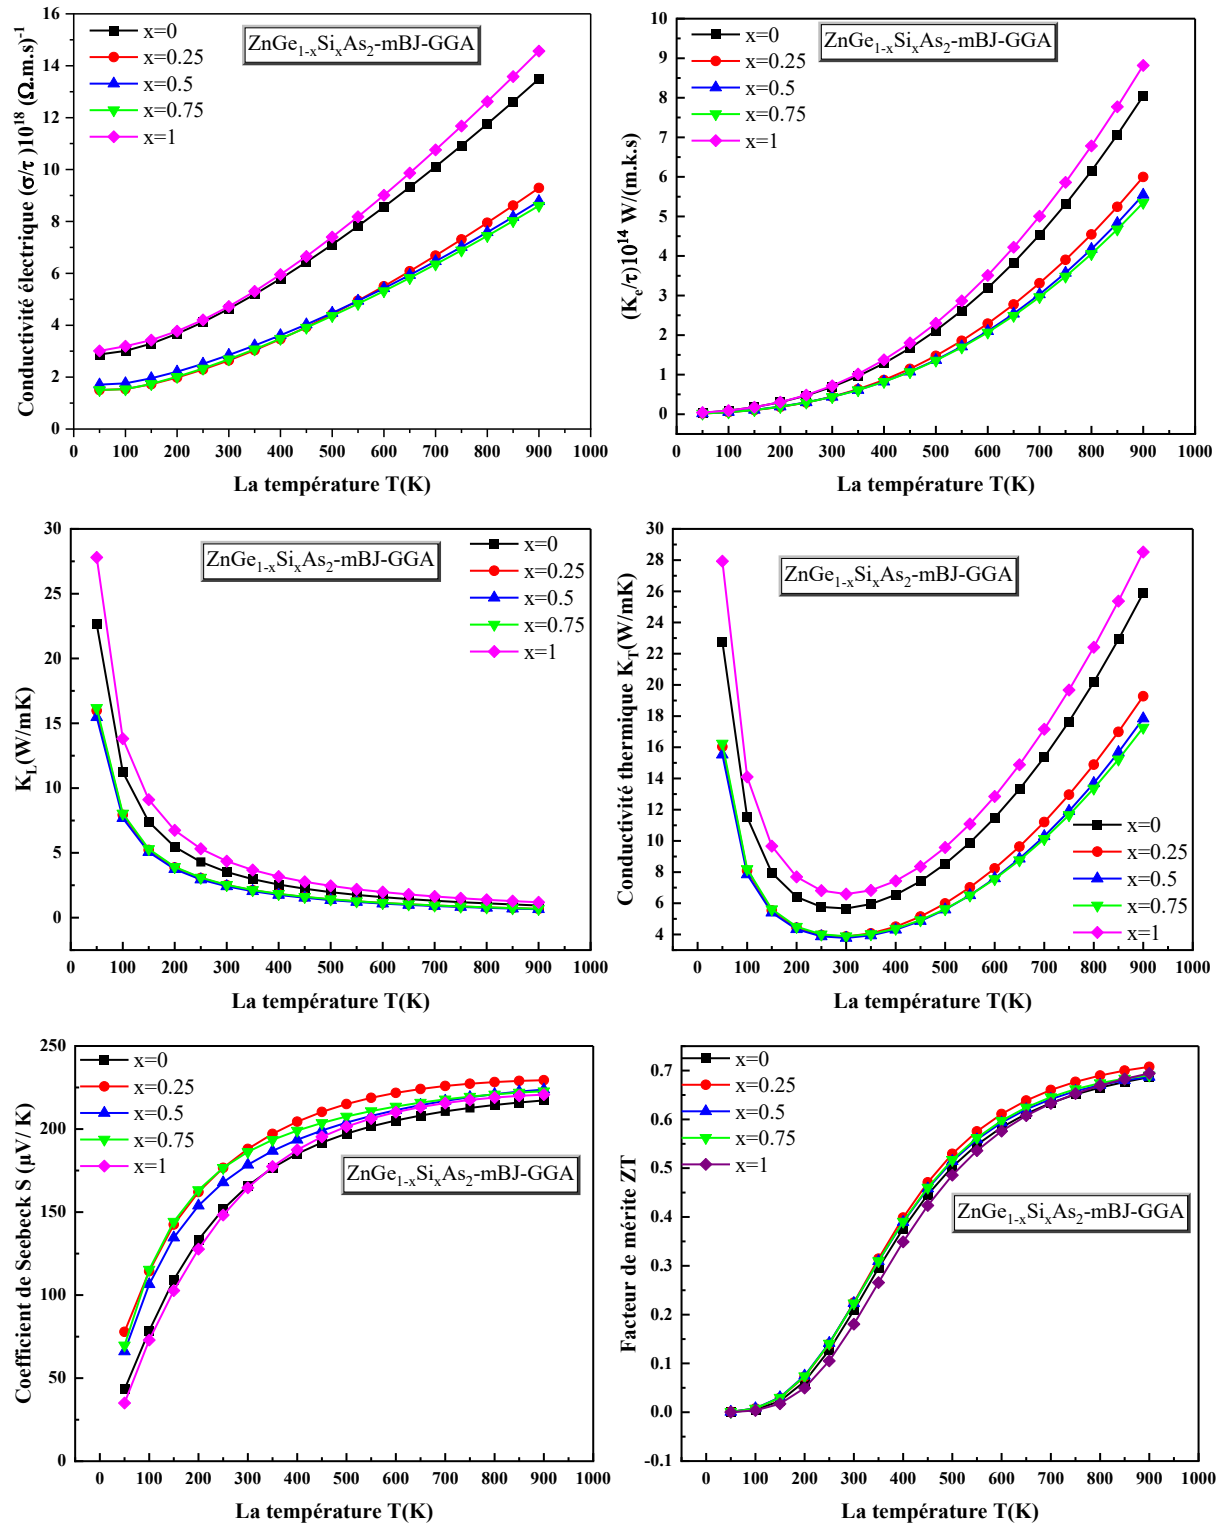 Conductivité électrique (σ/τ )10^18 (Ω.m.s)^-1
18
16
14
12
10
8
6
4
2
0
x=0
x=0.25
x=0.5
x=0.75
x=1
ZnGe1-xSixAs2-mBJ-GGA
0 100 200 300 400 500 600 700 800 900 1000
La température T(K)
(Ke/τ)10^14 W/(m.k.s)
10
9
8
7
6
5
4
3
2
1
0
x=0
x=0.25
x=0.5
x=0.75
x=1
ZnGe1-xSixAs2-mBJ-GGA
0 100 200 300 400 500 600 700 800 900 1000
La température T(K)
KL(W/mK)
30
25
20
15
10
5
0
ZnGe1-xSixAs2-mBJ-GGA
x=0
x=0.25
x=0.5
x=0.75
x=1
0 100 200 300 400 500 600 700 800 900 1000
La température T(K)
Conductivité thermique KT(W/mK)
30
28
26
24
22
20
18
16
14
12
10
8
6
4
ZnGe1-xSixAs2-mBJ-GGA
x=0
x=0.25
x=0.5
x=0.75
x=1
0 100 200 300 400 500 600 700 800 900 1000
La température T(K)
Coefficient de Seebeck S (µV/ K)
250
200
150
100
50
0
x=0
x=0.25
x=0.5
x=0.75
x=1
ZnGe1-xSixAs2-mBJ-GGA
0 100 200 300 400 500 600 700 800 900 1000
La température T(K)
Facteur de mérite ZT
0.7
0.6
0.5
0.4
0.3
0.2
0.1
0.0
-0.1
x=0
x=0.25
x=0.5
x=0.75
x=1
ZnGe1-xSixAs2-mBJ-GGA
0 100 200 300 400 500 600 700 800 900 1000
La température T(K)